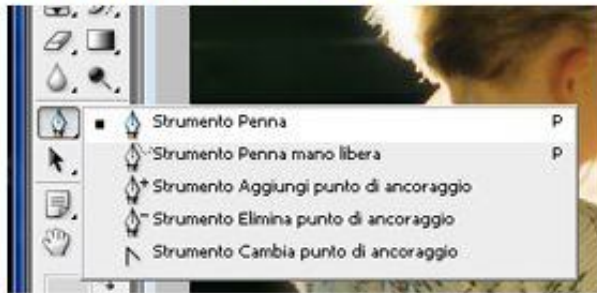 Strumento Penna P
Strumento Penna mano libera P
Strumento Aggiungi punto di ancoraggio
Strumento Elimina punto di ancoraggio
Strumento Cambia punto di ancoraggio